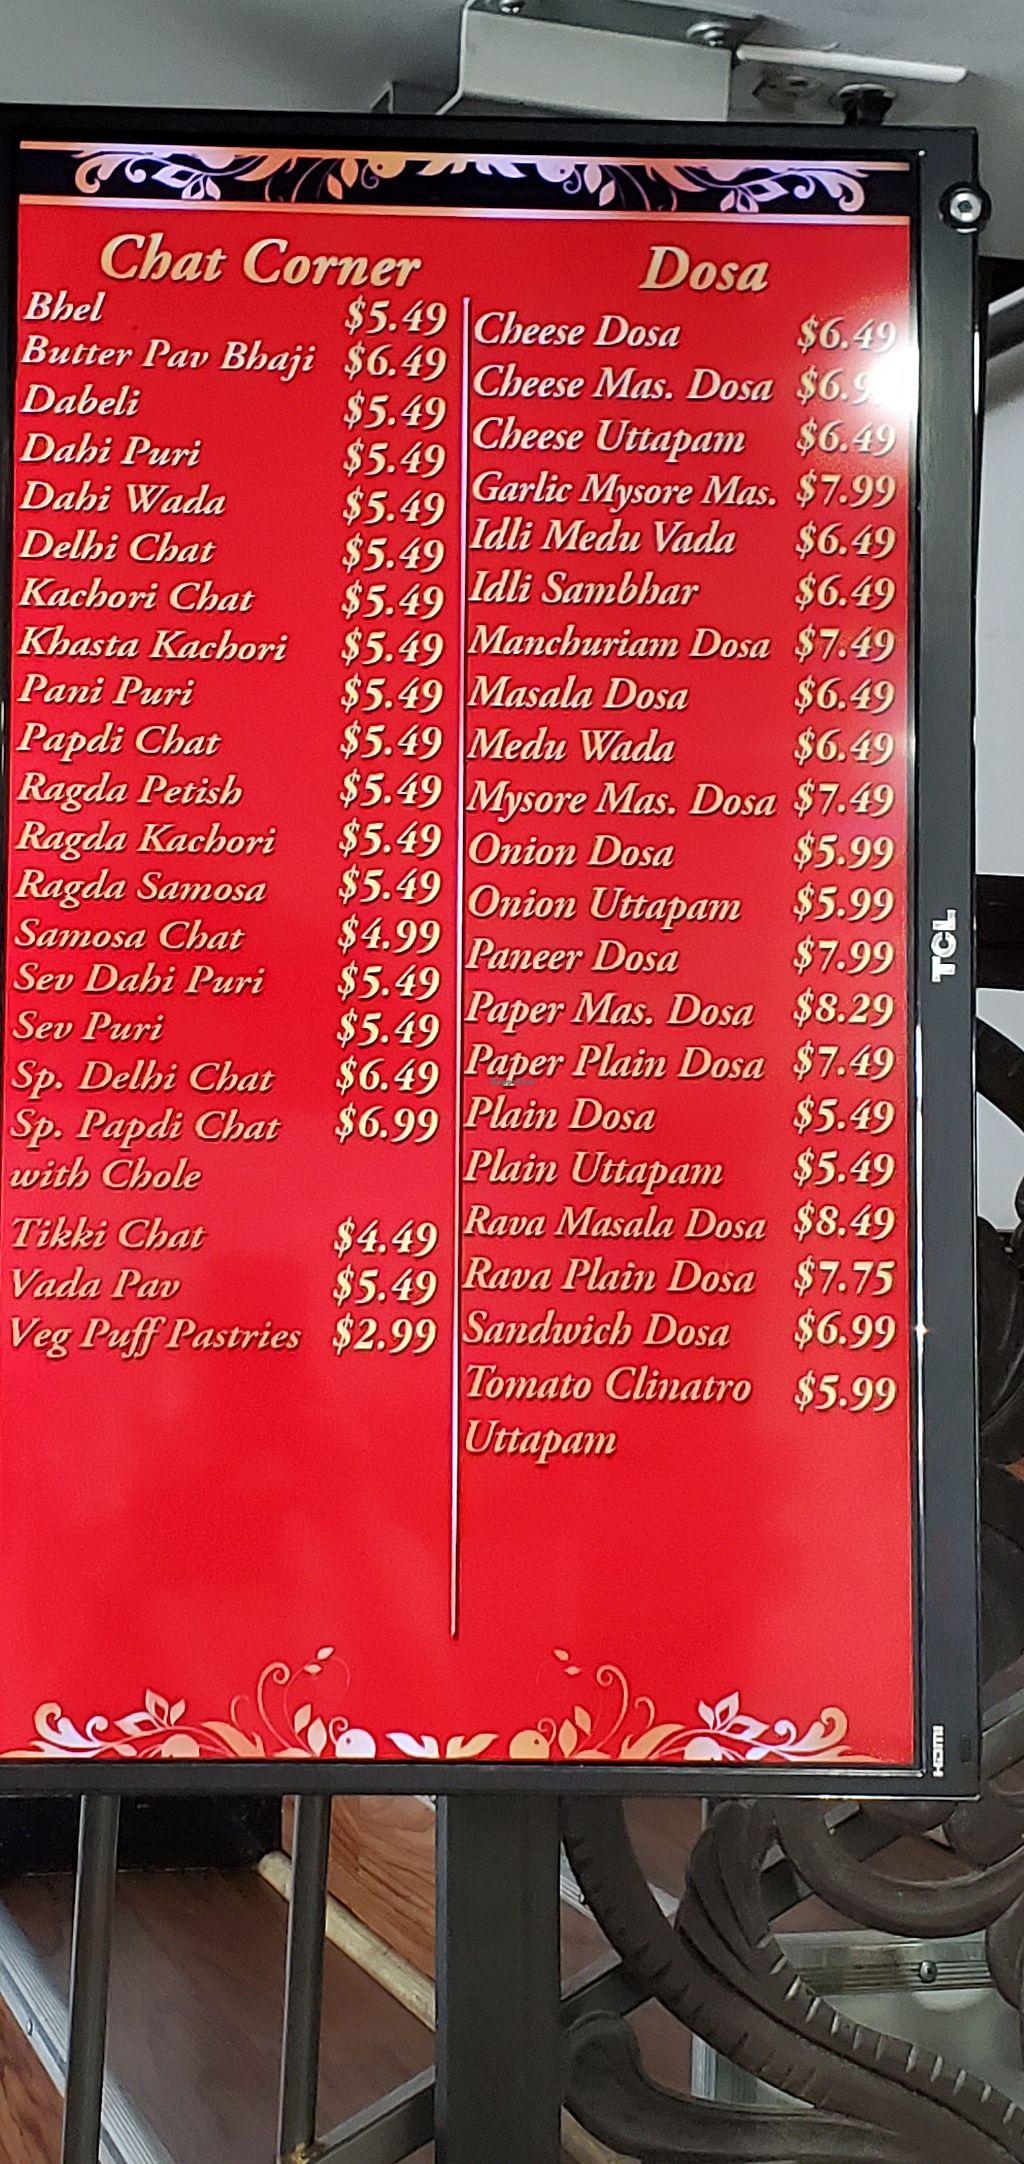 Chat Corner
Bhel $5.49
Butter Pav Bhaji $6.49
Dabeli $5.49
Dahi Puri $5.49
Dahi Wada $5.49
Delhi Chat $5.49
Kachori Chat $5.49
Khasta Kachori $5.49
Pani Puri $5.49
Papdi Chat $5.49
Ragda Petish $5.49
Ragda Kachori $5.49
Ragda Samosa $5.49
Samosa Chat $4.99
Sev Dahi Puri $5.49
Sev Puri $5.49
Sp. Delhi Chat $6.49
Sp. Papdi Chat $6.99
with Chole
Tikki Chat $4.49
Vada Pav $5.49
Veg Puff Pastries $2.99
Dosa
Cheese Dosa $6.49
Cheese Mas. Dosa
Cheese Uttapam $6.49
Garlic Mysore Mas. $7.99
Idli Medu Vada $6.49
Idli Sambhar $6.49
Manchuriam Dosa $7.49
Masala Dosa $6.49
Medu Wada $6.49
Mysore Mas. Dosa $7.49
Onion Dosa $5.99
Onion Uttapam $5.99
Paneer Dosa $7.99
Paper Mas. Dosa $8.29
Paper Plain Dosa $7.49
Plain Dosa $5.49
Plain Uttapam $5.49
Rava Masala Dosa $8.49
Rava Plain Dosa $7.75
Sandwich Dosa $6.99
Tomato Clinatro $5.99
Uttapam
TCL
HDMI